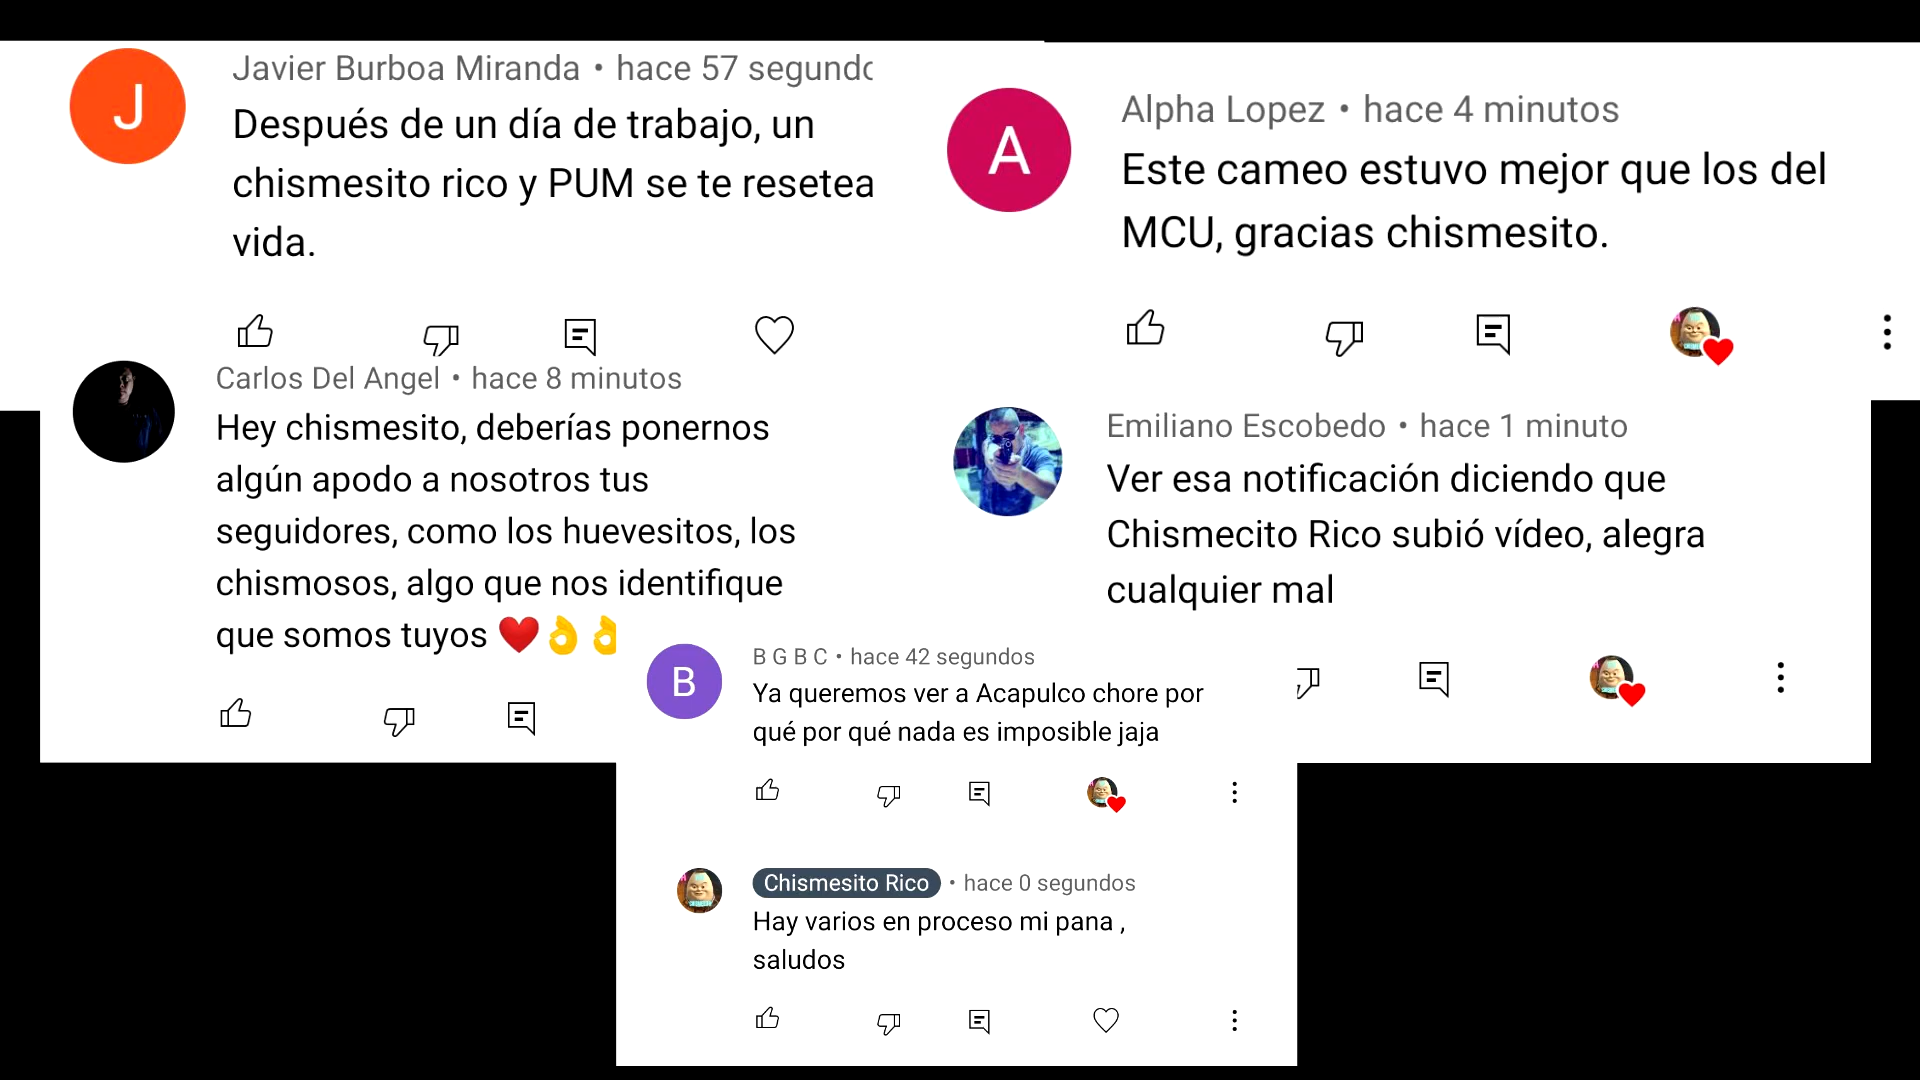 J
Javier Burboa Miranda • hace 57 segundo
Después de un día de trabajo, un
chismesito rico y PUM se te resetea
vida.
A
Alpha Lopez • hace 4 minutos
Este cameo estuvo mejor que los del
MCU, gracias chismesito.
Carlos Del Angel • hace 8 minutos
Hey chismesito, deberías ponernos
algún apodo a nosotros tus
seguidores, como los huevesitos, los
chismosos, algo que nos identifique
que somos tuyos ❤️👌👌
Emiliano Escobedo • hace 1 minuto
Ver esa notificación diciendo que
Chismecito Rico subió vídeo, alegra
cualquier mal
B
B G B C • hace 42 segundos
Ya queremos ver a Acapulco chore por
qué por qué nada es imposible jaja
Chismesito Rico • hace 0 segundos
Hay varios en proceso mi pana ,
saludos